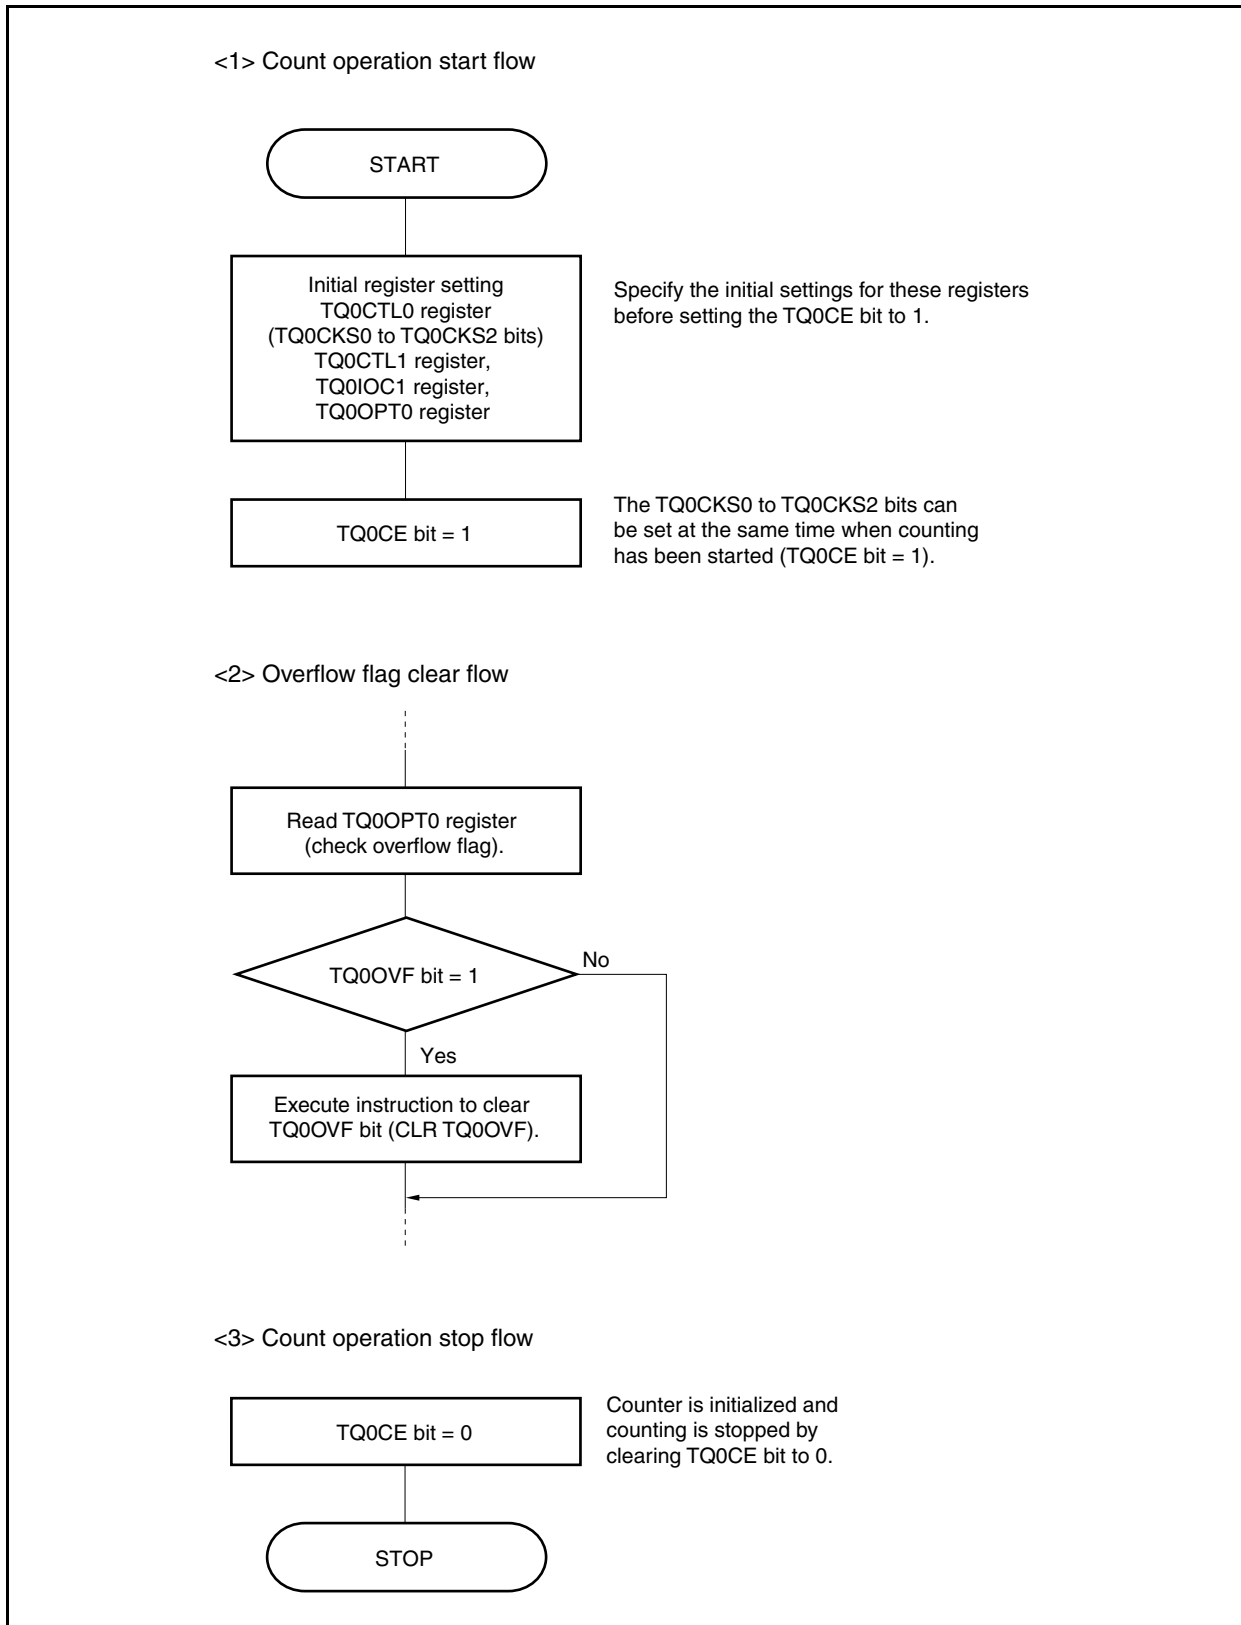 <1> Count operation start flow
START
Initial register setting
TQ0CTL0 register
(TQ0CKS0 to TQ0CKS2 bits)
TQ0CTL1 register,
TQ0IOC1 register,
TQ0OPT0 register
Specify the initial settings for these registers
before setting the TQ0CE bit to 1.
TQ0CE bit = 1
The TQ0CKS0 to TQ0CKS2 bits can
be set at the same time when counting
has been started (TQ0CE bit = 1).
<2> Overflow flag clear flow
Read TQ0OPT0 register
(check overflow flag).
TQ0OVF bit = 1
No
Yes
Execute instruction to clear
TQ0OVF bit (CLR TQ0OVF).
<3> Count operation stop flow
TQ0CE bit = 0
Counter is initialized and
counting is stopped by
clearing TQ0CE bit to 0.
STOP